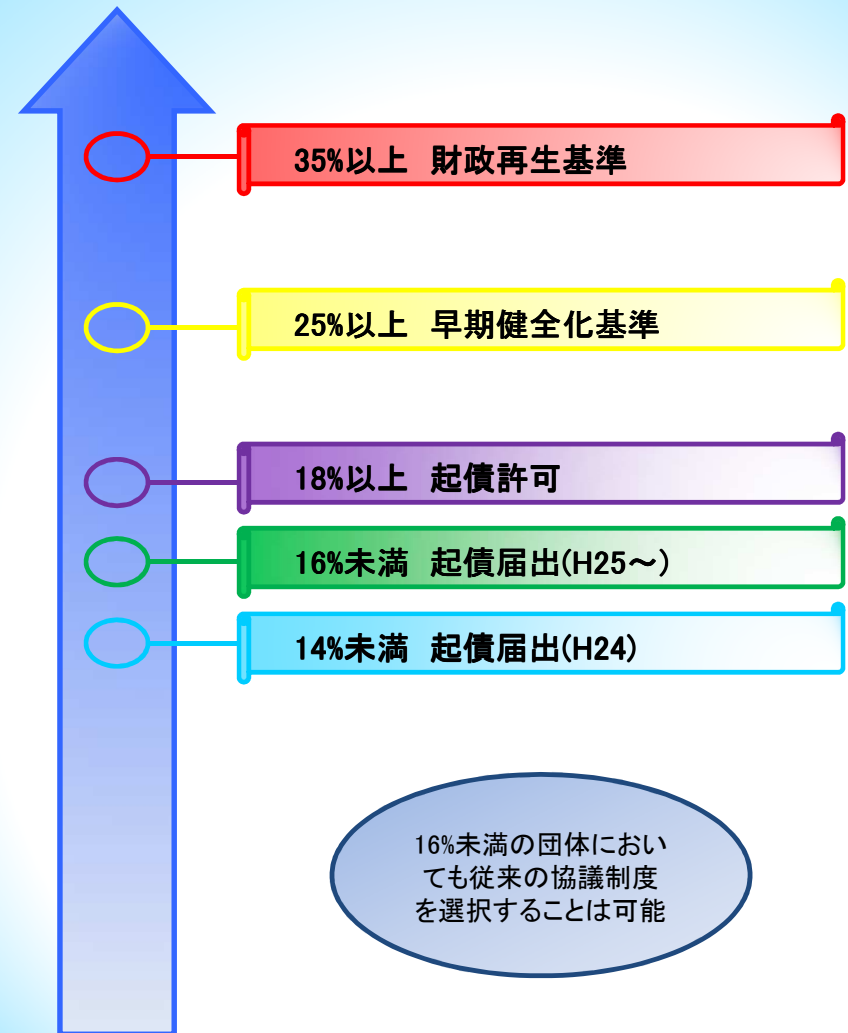 35%以上 財政再生基準
25%以上 早期健全化基準
18%以上 起債許可
16%未満 起債届出(H25～)
14%未満 起債届出(H24)
16%未満の団体におい
ても従来の協議制度
を選択することは可能